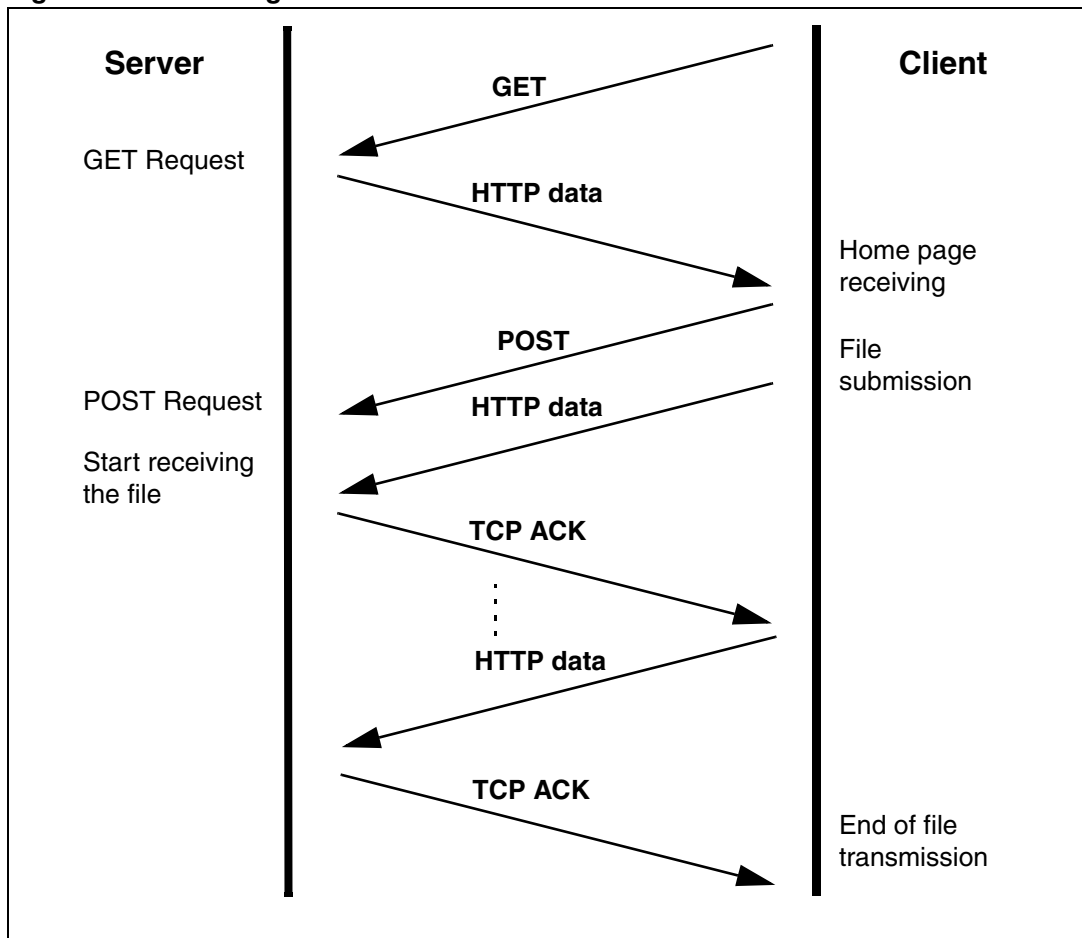 Server
Client
GET
GET Request
HTTP data
Home page
receiving
POST
File
submission
POST Request
HTTP data
Start receiving
the file
TCP ACK
HTTP data
TCP ACK
End of file
transmission